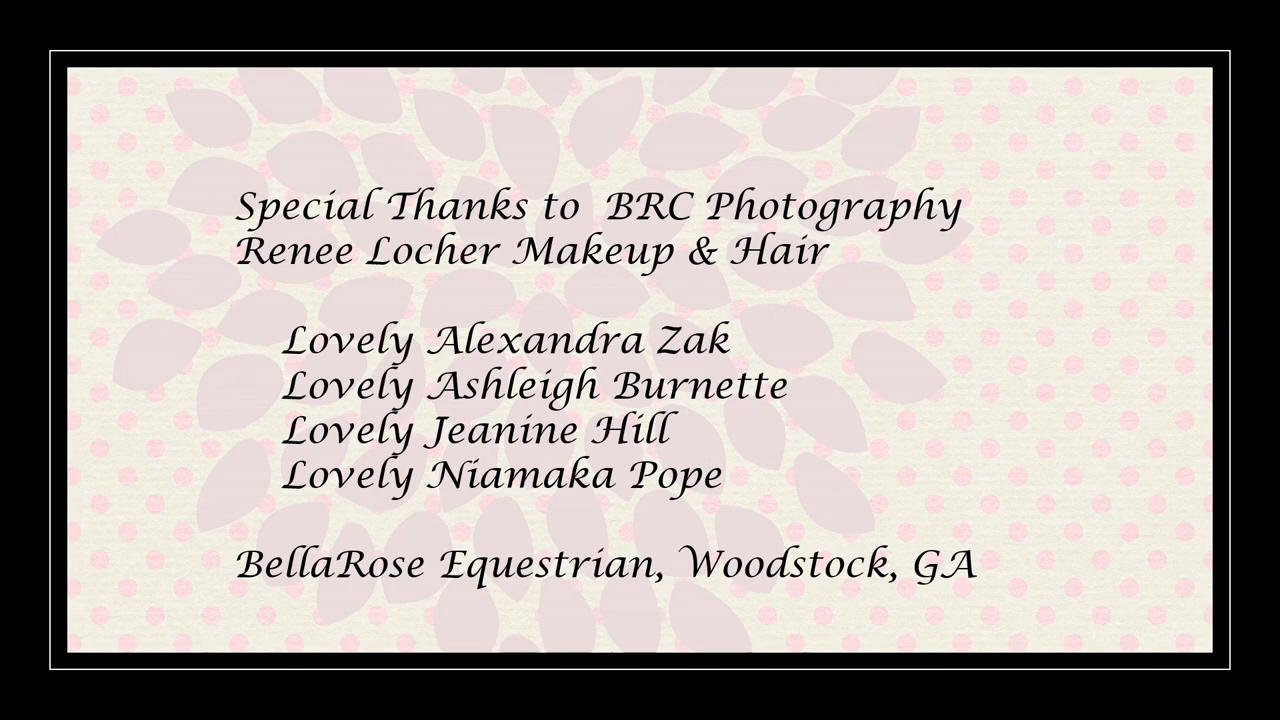 Special Thanks to  BRC Photography
Renee Locher Makeup & Hair
Lovely Alexandra Zak
Lovely Ashleigh Burnette
Lovely Jeanine Hill
Lovely Niamaka Pope
BellaRose Equestrian, Woodstock, GA